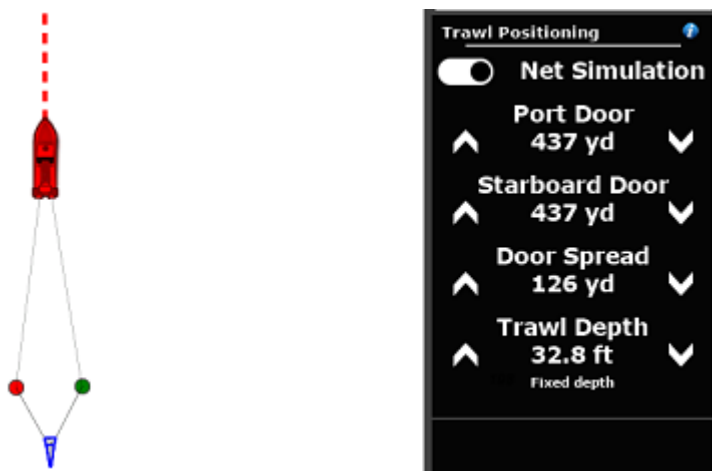 Trawl Positioning
Net Simulation
Port Door
437 yd
Starboard Door
437 yd
Door Spread
126 yd
Trawl Depth
32.8 ft
Fixed depth